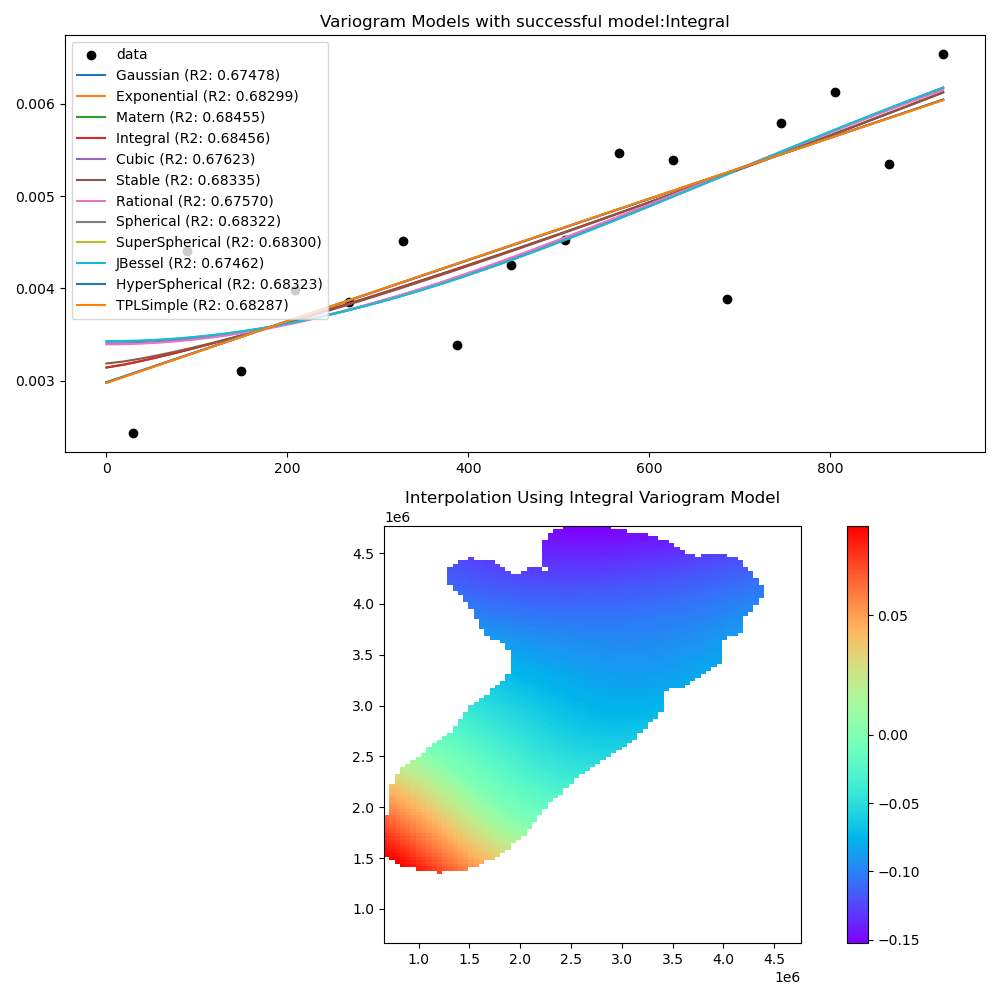 Variogram Models with successful model:Integral
data
Gaussian (R2: 0.67478)
Exponential (R2: 0.68299)
Matern (R2: 0.68455)
Integral (R2: 0.68456)
Cubic (R2: 0.67623)
Stable (R2: 0.68335)
Rational (R2: 0.67570)
Spherical (R2: 0.68322)
SuperSpherical (R2: 0.68300)
JBessel (R2: 0.67462)
HyperSpherical (R2: 0.68323)
TPLSimple (R2: 0.68287)
0.006
0.005
0.004
0.003
0 200 400 600 800
Interpolation Using Integral Variogram Model
1e6
4.5
4.0
3.5
3.0
2.5
2.0
1.5
1.0
1.0 1.5 2.0 2.5 3.0 3.5 4.0 4.5
1e6
0.05
0.00
−0.05
−0.10
−0.15